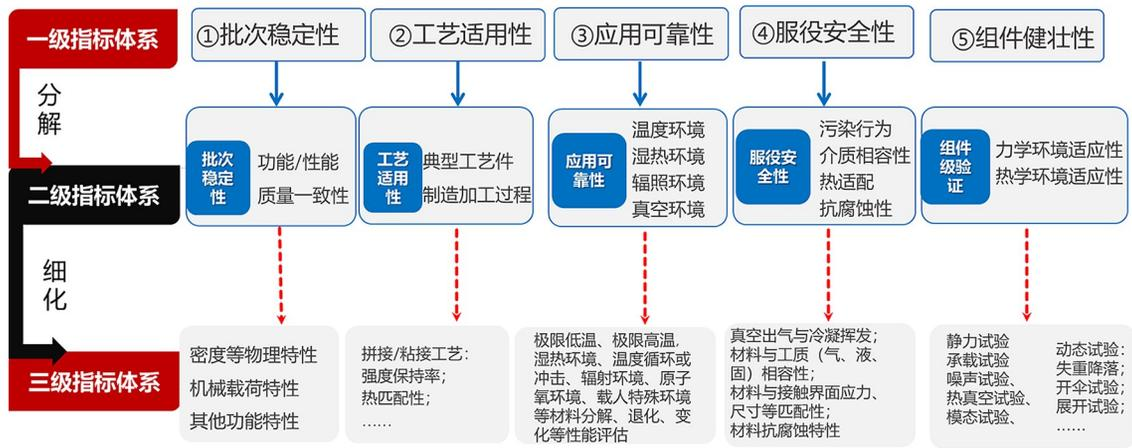 一级指标体系
①批次稳定性
②工艺适用性
③应用可靠性
④服役安全性
⑤组件健壮性
分
解
二级指标体系
批次
稳定
性
功能/性能
质量一致性
工艺
适用
性
典型工艺件
制造加工过程
应用可
靠性
温度环境
湿热环境
辐照环境
真空环境
服役安
全性
污染行为
介质相容性
热适配
抗腐蚀性
组件
级验
证
力学环境适应性
热学环境适应性
细
化
三级指标体系
密度等物理特性
机械载荷特性
其他功能特性
拼接/粘接工艺：
强度保持率；
热匹配性；
……
极限低温、极限高温，
湿热环境、温度循环或
冲击、辐射环境、原子
氧环境、载人特殊环境
等材料分解、退化、变
化等性能评估
真空出气与冷凝挥发；
材料与工质（气、液、
固）相容性；
材料与接触界面应力、
尺寸等匹配性；
材料抗腐蚀特性
静力试验
承载试验
噪声试验、
热真空试验、
模态试验、
动态试验：
失重降落；
开伞试验；
展开试验；
……